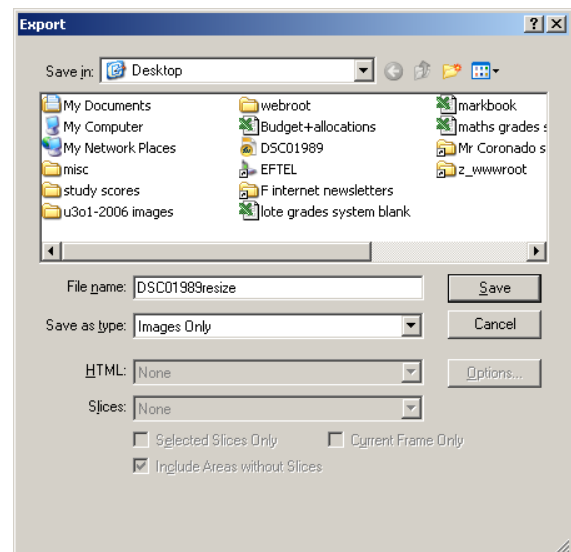 Export
Save in: Desktop
My Documents
My Computer
My Network Places
misc
study scores
u3o1-2006 images
webroot
Budget+allocations
DSC01989
EFTEL
F internet newsletters
lote grades system blank
markbook
maths grades
Mr Coronado s
z_wwwroot
File name: DSC01989resize
Save
Save as type: Images Only
Cancel
HTML: None
Options...
Slices: None
Selected Slices Only
Current Frame Only
Include Areas without Slices